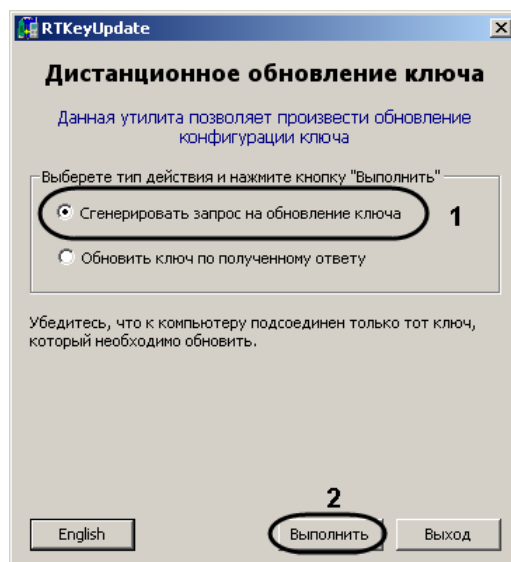 RTKeyUpdate
Дистанционное обновление ключа
Данная утилита позволяет произвести обновление
конфигурации ключа
Выберете тип действия и нажмите кнопку "Выполнить"
Сгенерировать запрос на обновление ключа
1
Обновить ключ по полученному ответу
Убедитесь, что к компьютеру подсоединен только тот ключ,
который необходимо обновить.
2
English
Выполнить
Выход